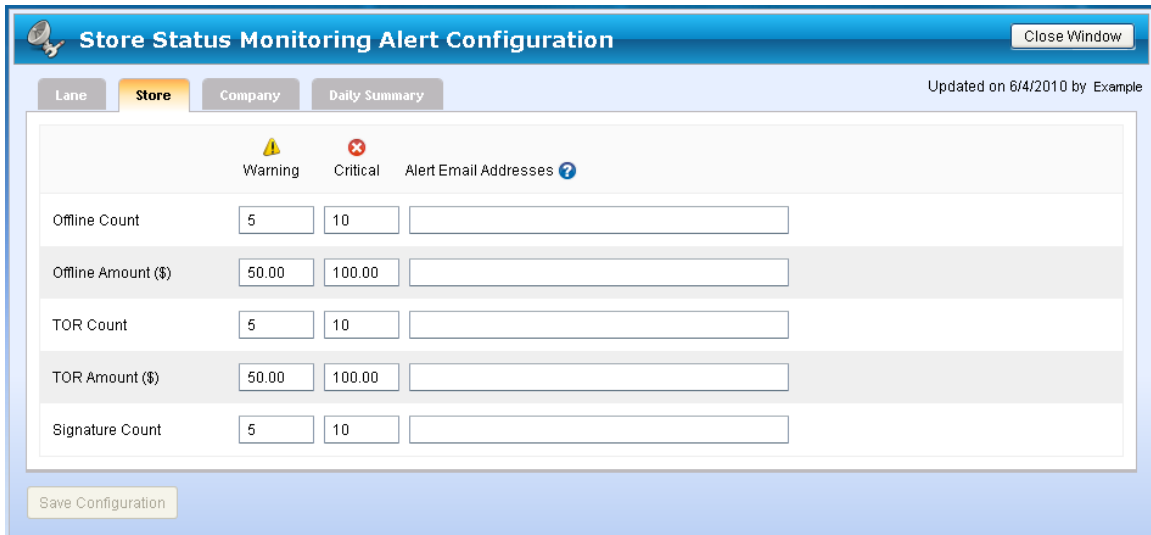 Store Status Monitoring Alert Configuration
Close Window
Lane Store Company Daily Summary
Updated on 6/4/2010 by Example
Warning Critical Alert Email Addresses ?
Offline Count 5 10
Offline Amount ($) 50.00 100.00
TOR Count 5 10
TOR Amount ($) 50.00 100.00
Signature Count 5 10
Save Configuration